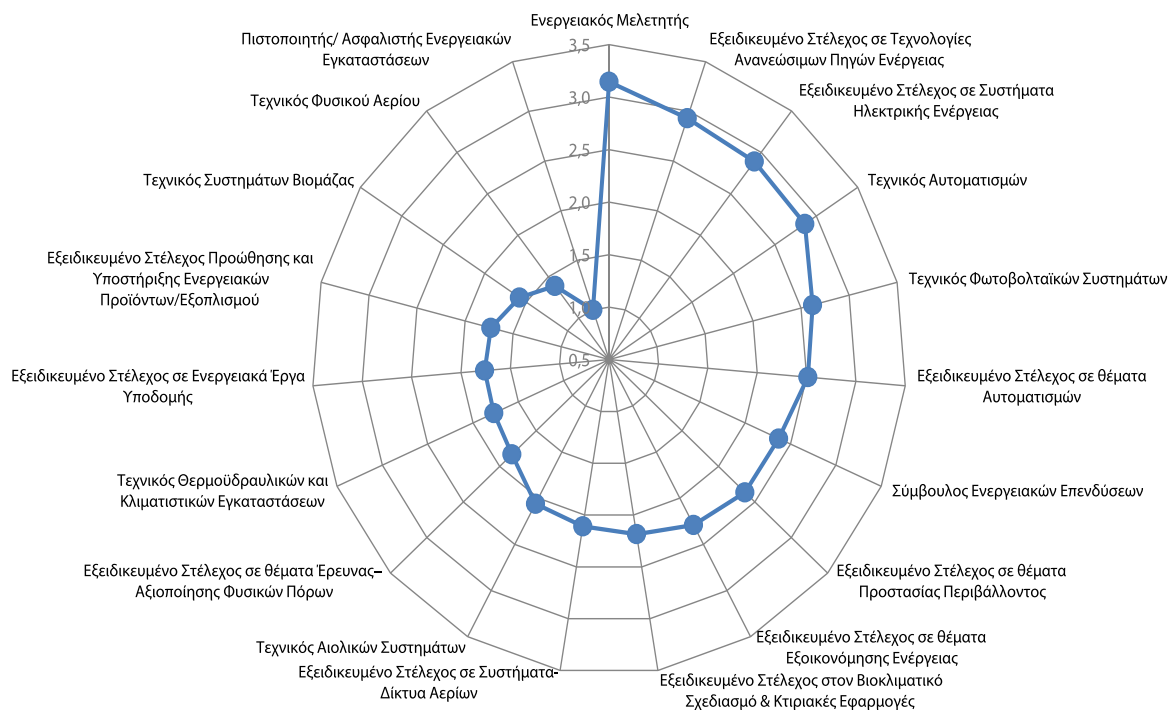 Ενεργειακός Μελετητής
Εξειδικευμένο Στέλεχος σε Τεχνολογίες
Ανανεώσιμων Πηγών Ενέργειας
Εξειδικευμένο Στέλεχος σε Συστήματα
Ηλεκτρικής Ενέργειας
Τεχνικός Αυτοματισμών
Τεχνικός Φωτοβολταϊκών Συστημάτων
Εξειδικευμένο Στέλεχος σε θέματα
Αυτοματισμών
Σύμβουλος Ενεργειακών Επενδύσεων
Εξειδικευμένο Στέλεχος σε θέματα
Προστασίας Περιβάλλοντος
Εξειδικευμένο Στέλεχος σε θέματα
Εξοικονόμησης Ενέργειας
Εξειδικευμένο Στέλεχος στον Βιοκλιματικό
Σχεδιασμό & Κτιριακές Εφαρμογές
Εξειδικευμένο Στέλεχος σε Συστήματα-
Δίκτυα Αερίων
Τεχνικός Αιολικών Συστημάτων
Εξειδικευμένο Στέλεχος σε θέματα Έρευνας–
Αξιοποίησης Φυσικών Πόρων
Τεχνικός Θερμοϋδραυλικών και
Κλιματιστικών Εγκαταστάσεων
Εξειδικευμένο Στέλεχος σε Ενεργειακά Έργα
Υποδομής
Εξειδικευμένο Στέλεχος Προώθησης και
Υποστήριξης Ενεργειακών
Προϊόντων/Εξοπλισμού
Τεχνικός Συστημάτων Βιομάζας
Τεχνικός Φυσικού Αερίου
Πιστοποιητής/ Ασφαλιστής Ενεργειακών
Εγκαταστάσεων
3,5
3,0
2,5
2,0
1,5
1,0
0,5